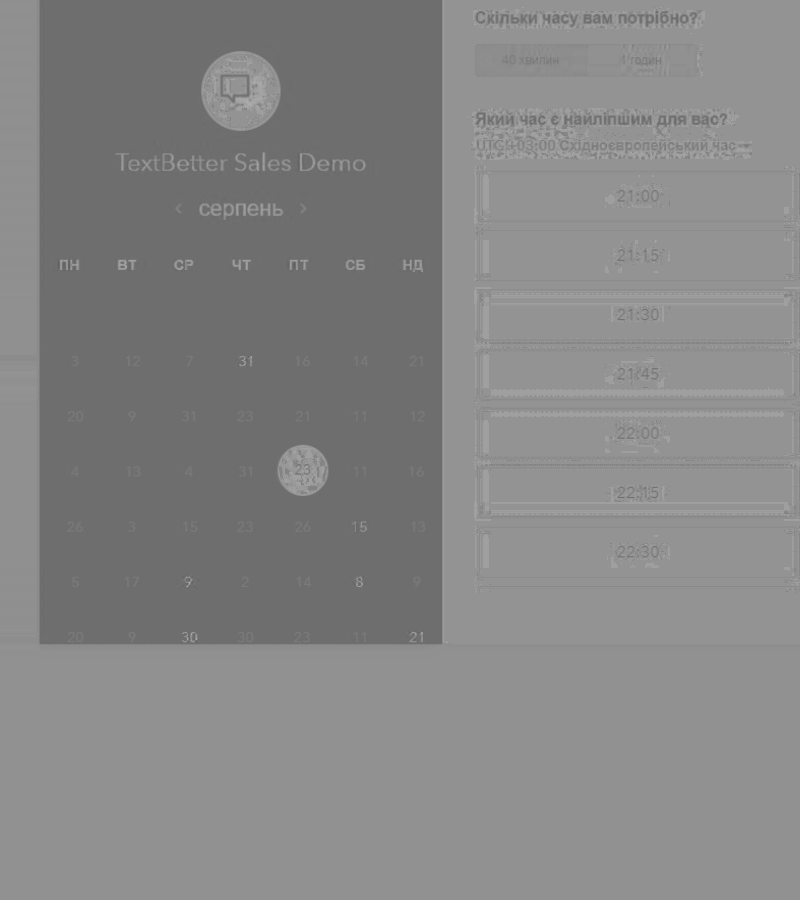 TextBetter Sales Demo
‹ серпень ›
ПН ВТ СР ЧТ ПТ СБ НД
3 12 7 31 16 14 21
20 9 31 23 21 11 12
4 13 4 31 23 11 16
26 3 15 23 26 15 13
5 17 9 2 14 8 9
20 9 30 30 23 11 21
Скільки часу вам потрібно?
40 хвилин 1 годин
Який час є найліпшим для вас?
03:00 Східноєвропейський час
21:00
21:15
21:30
21:45
22:00
22:15
22:30